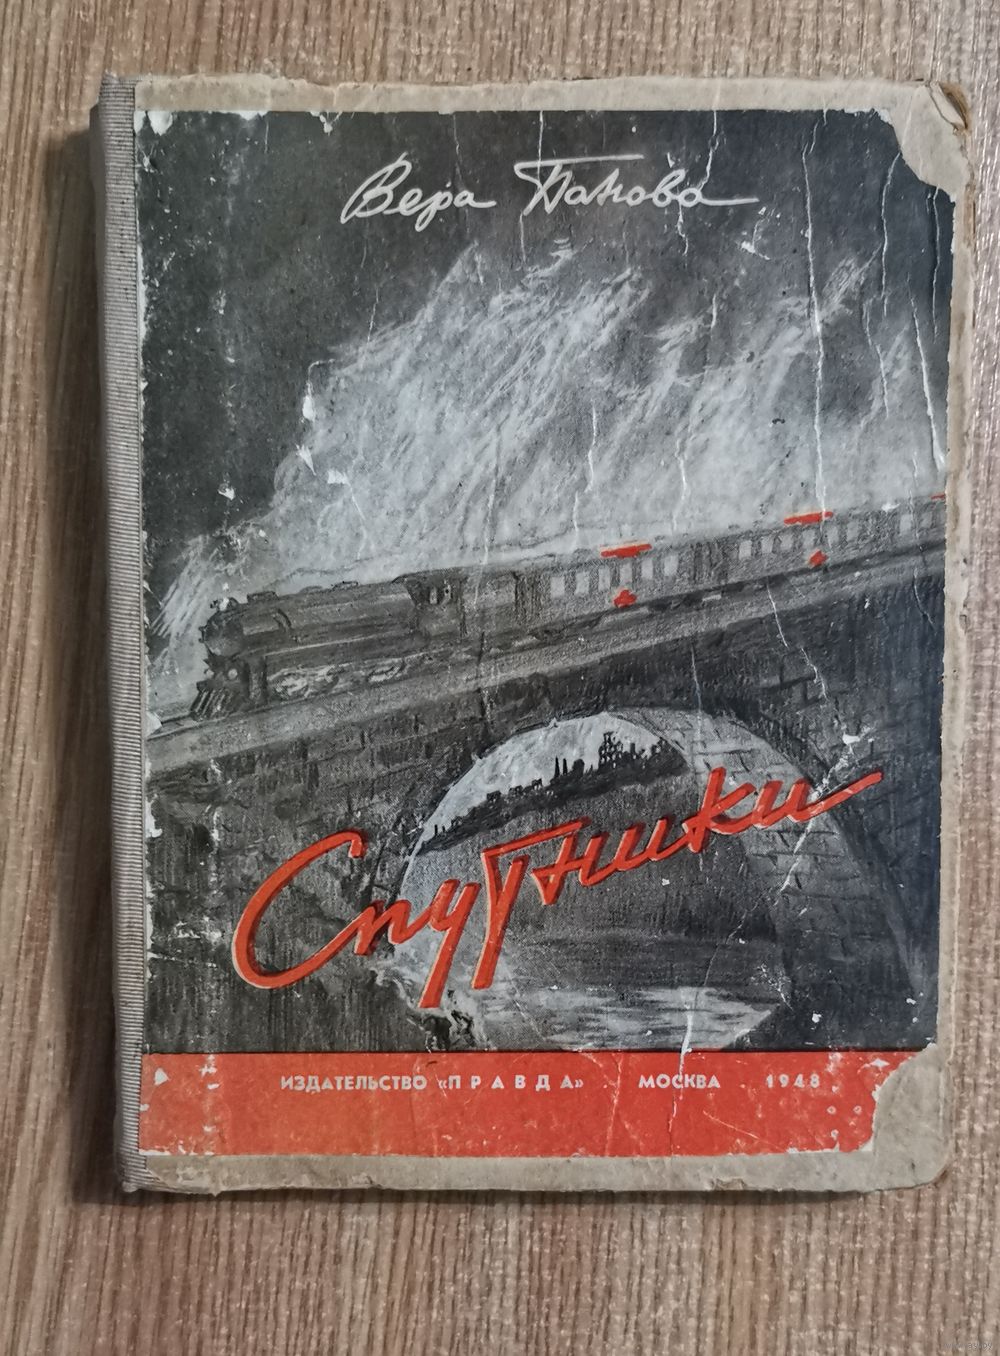 Вера Панова
Спутники
ИЗДАТЕЛЬСТВО «ПРАВДА» МОСКВА 1948